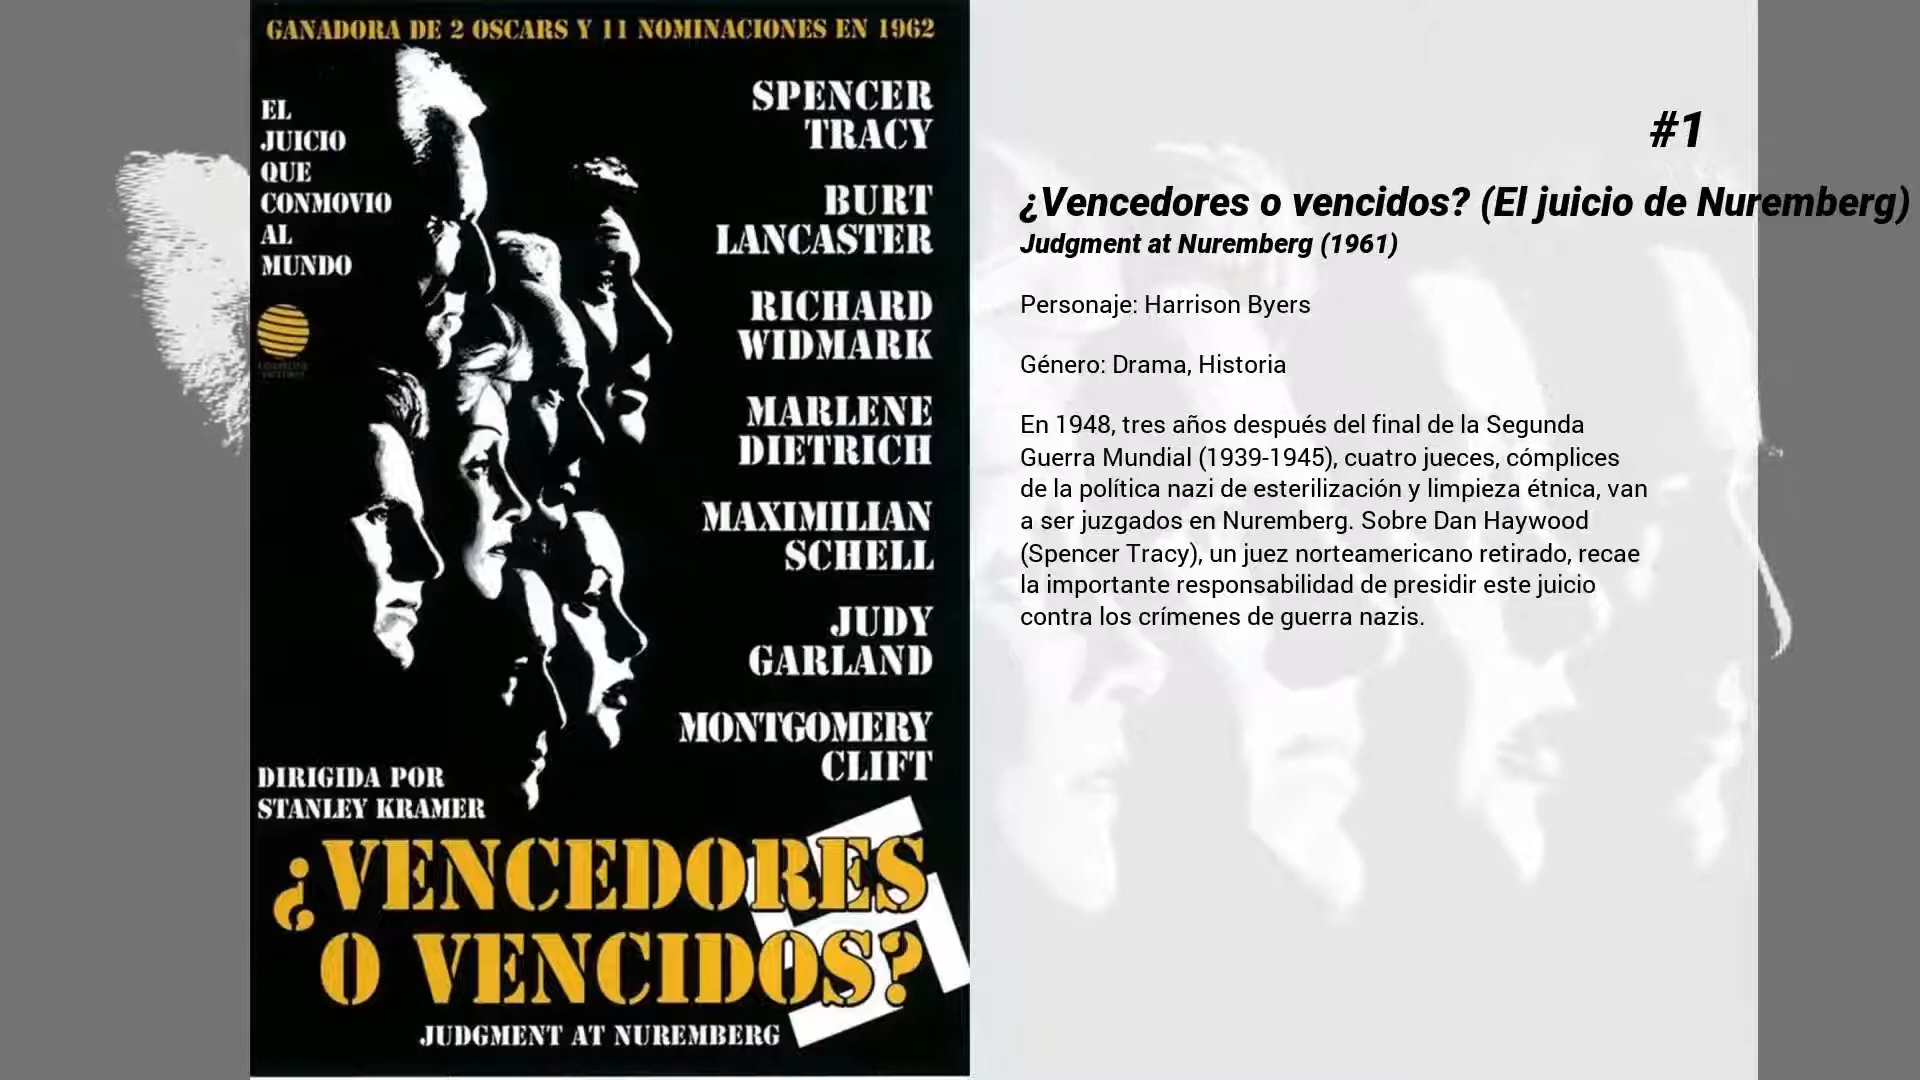 GANADORA DE 2 OSCARS Y 11 NOMINACIONES EN 1962
EL
JUICIO
QUE
CONMOVIO
AL
MUNDO
SPENCER
TRACY
BURT
LANCASTER
RICHARD
WIDMARK
MARLENE
DIETRICH
MAXIMILIAN
SCHELL
JUDY
GARLAND
MONTGOMERY
CLIFT
DIRIGIDA POR
STANLEY KRAMER
¿VENCEDORES
O VENCIDOS?
JUDGMENT AT NUREMBERG
#1
¿Vencedores o vencidos? (El juicio de Nuremberg)
Judgment at Nuremberg (1961)
Personaje: Harrison Byers
Género: Drama, Historia
En 1948, tres años después del final de la Segunda
Guerra Mundial (1939-1945), cuatro jueces, cómplices
de la política nazi de esterilización y limpieza étnica, van
a ser juzgados en Nuremberg. Sobre Dan Haywood
(Spencer Tracy), un juez norteamericano retirado, recae
la importante responsabilidad de presidir este juicio
contra los crímenes de guerra nazis.